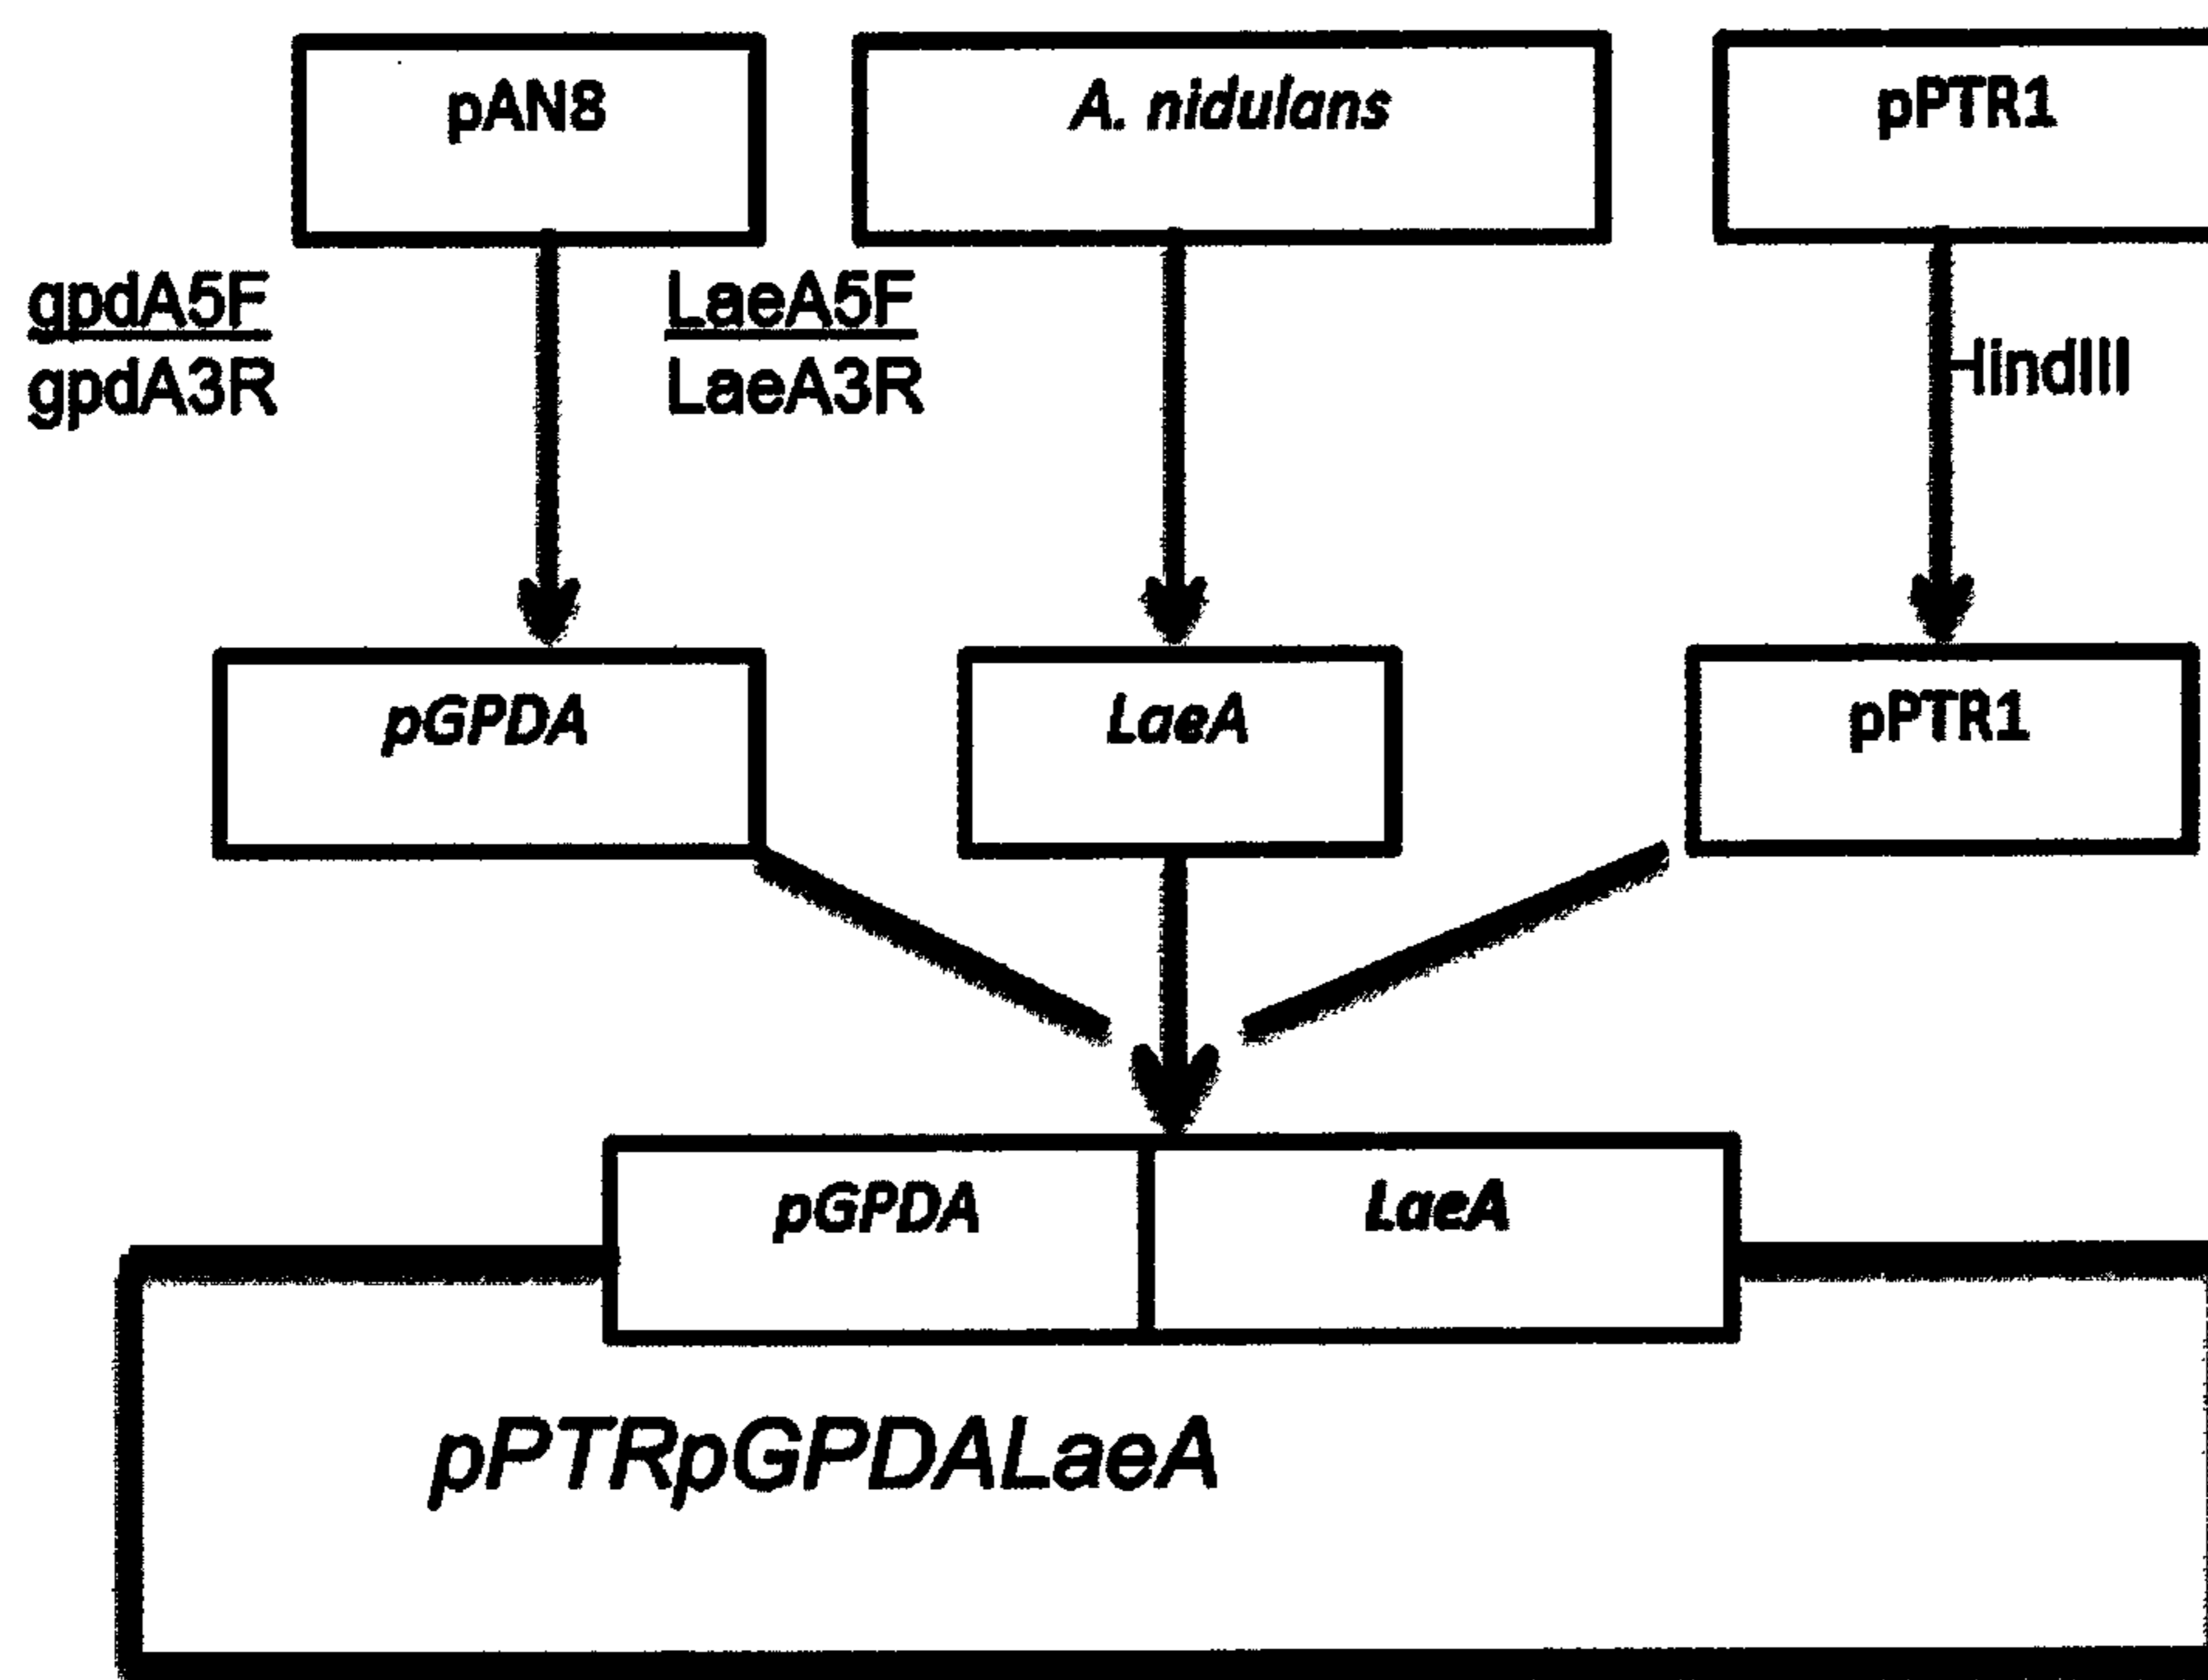 pAN8
A. nidulans
pPTR1
gpdA5F
gpdA3R
LaeA5F
LaeA3R
HindIII
pGPDA
LaeA
pPTR1
pGPDA
LaeA
pPTRpGPDALaeA